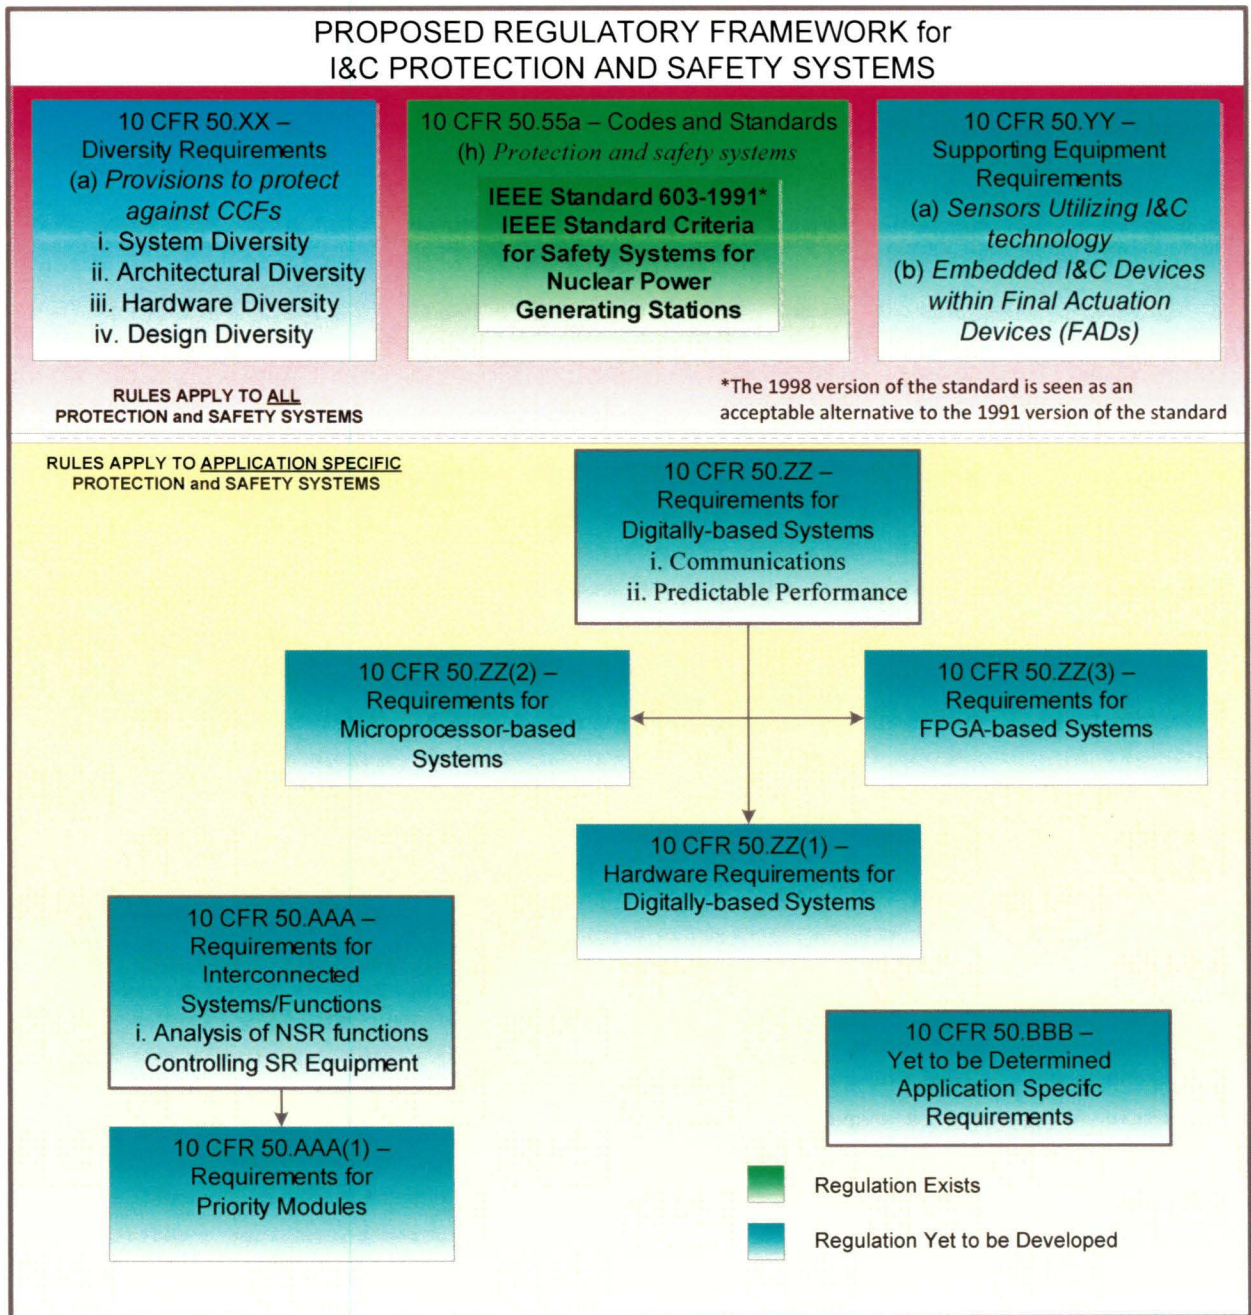 PROPOSED REGULATORY FRAMEWORK for
I&C PROTECTION AND SAFETY SYSTEMS
10 CFR 50.XX –
Diversity Requirements
(a) Provisions to protect
against CCFs
i. System Diversity
ii. Architectural Diversity
iii. Hardware Diversity
iv. Design Diversity
10 CFR 50.55a – Codes and Standards
(h) Protection and safety systems
IEEE Standard 603-1991*
IEEE Standard Criteria
for Safety Systems for
Nuclear Power
Generating Stations
10 CFR 50.YY –
Supporting Equipment
Requirements
(a) Sensors Utilizing I&C
technology
(b) Embedded I&C Devices
within Final Actuation
Devices (FADs)
RULES APPLY TO ALL
PROTECTION and SAFETY SYSTEMS
*The 1998 version of the standard is seen as an
acceptable alternative to the 1991 version of the standard
RULES APPLY TO APPLICATION SPECIFIC
PROTECTION and SAFETY SYSTEMS
10 CFR 50.ZZ –
Requirements for
Digitally-based Systems
i. Communications
ii. Predictable Performance
10 CFR 50.ZZ(2) –
Requirements for
Microprocessor-based
Systems
10 CFR 50.ZZ(3) –
Requirements for
FPGA-based Systems
10 CFR 50.ZZ(1) –
Hardware Requirements for
Digitally-based Systems
10 CFR 50.AAA –
Requirements for
Interconnected
Systems/Functions
i. Analysis of NSR functions
Controlling SR Equipment
10 CFR 50.AAA(1) –
Requirements for
Priority Modules
10 CFR 50.BBB –
Yet to be Determined
Application Specifc
Requirements
Regulation Exists
Regulation Yet to be Developed